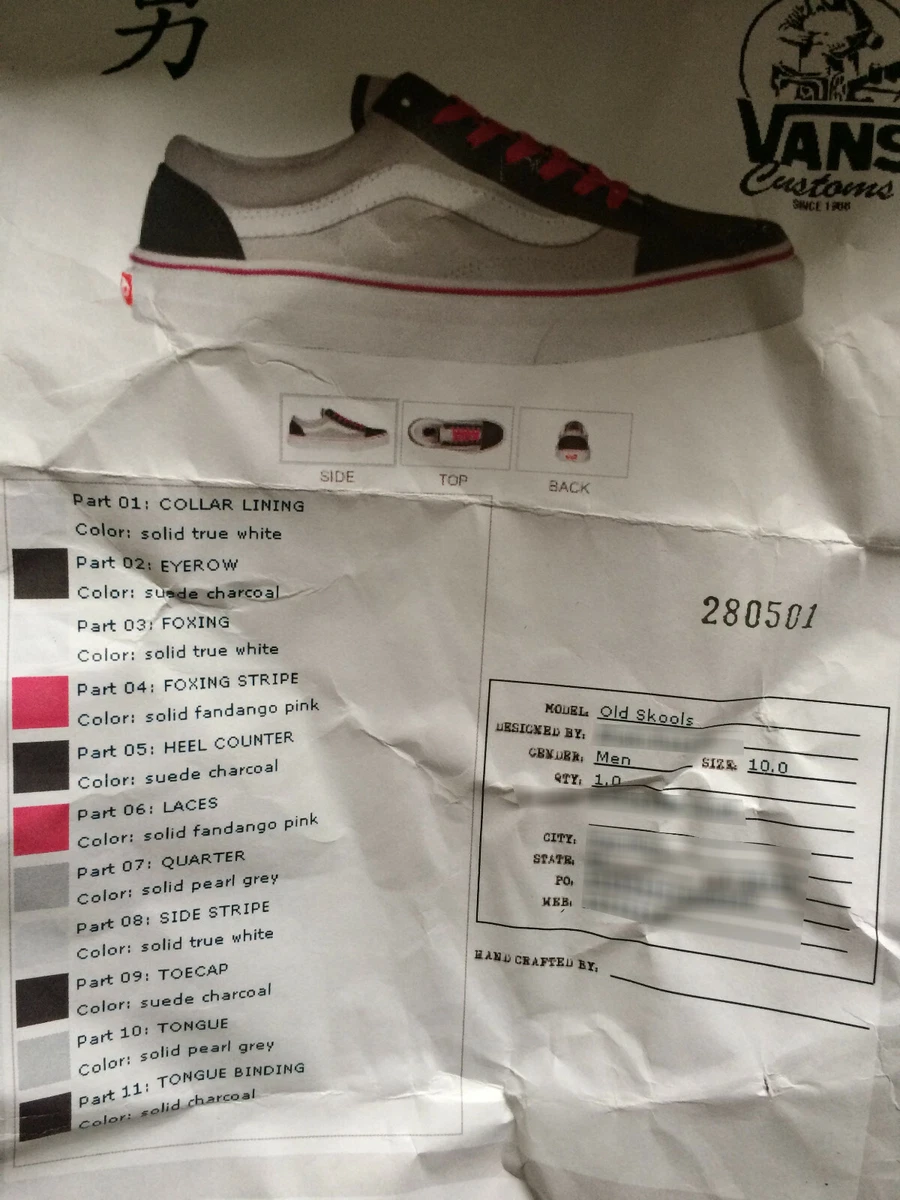 男
VANS
Customs
SINCE 1966
SIDE
TOP
BACK
Part 01: COLLAR LINING
Color: solid true white
Part 02: EYEROW
Color: suede charcoal
Part 03: FOXING
Color: solid true white
Part 04: FOXING STRIPE
Color: solid fandango pink
Part 05: HEEL COUNTER
Color: suede charcoal
Part 06: LACES
Color: solid fandango pink
Part 07: QUARTER
Color: solid pearl grey
Part 08: SIDE STRIPE
Color: solid true white
Part 09: TOECAP
Color: suede charcoal
Part 10: TONGUE
Color: solid pearl grey
Part 11: TONGUE BINDING
Color: solid charcoal
280501
MODEL: Old Skools
DESIGNED BY:
GENDER: Men SIZE: 10.0
QTY: 1.0
CITY:
STATE:
PO:
WEB:
HAND CRAFTED BY: